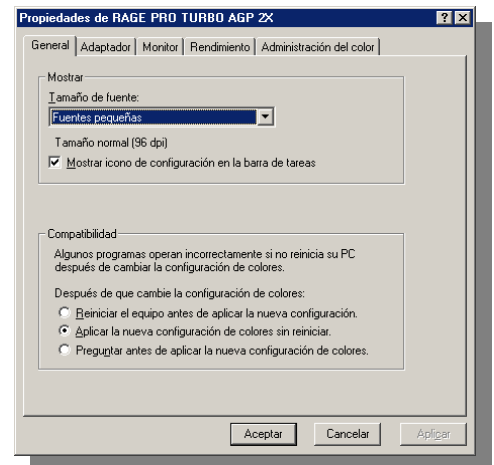 Propiedades de RAGE PRO TURBO AGP 2X
General Adaptador Monitor Rendimiento Administración del color
Mostrar
Tamaño de fuente:
Fuentes pequeñas
Tamaño normal (96 dpi)
Mostrar icono de configuración en la barra de tareas
Compatibilidad
Algunos programas operan incorrectamente si no reinicia su PC
después de cambiar la configuración de colores.
Después de que cambie la configuración de colores:
Reiniciar el equipo antes de aplicar la nueva configuración.
Aplicar la nueva configuración de colores sin reiniciar.
Preguntar antes de aplicar la nueva configuración de colores.
Aceptar Cancelar Aplicar